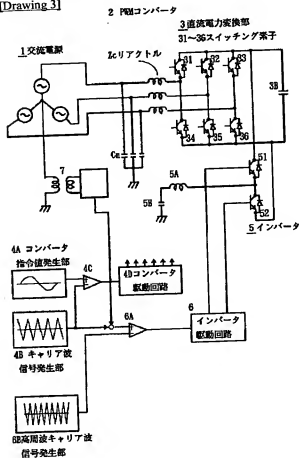 [Drawing 3]
2 PWMコンバータ
3 直流電力変換部
31～36スイッチング素子
1 交流電源
Zcリアクトル
31
32
33
3B
34
35
36
Cn
7
5A
51
5B
52
5 インバータ
4A コンバータ
指令値発生部
4C
4Dコンバータ
駆動回路
6
インバータ
駆動回路
6A
4B キャリア波
信号発生部
6B高周波キャリア波
信号発生部